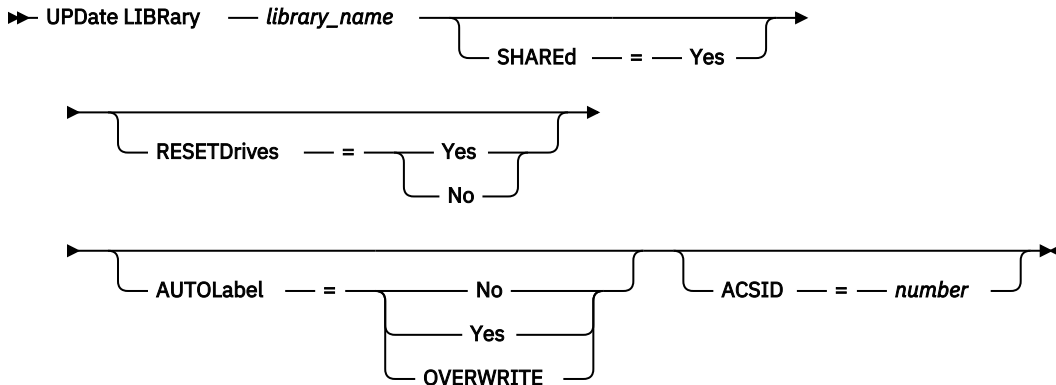 UPDate LIBRary — library_name
SHAREd — = — Yes
RESETDrives — = — Yes
No
AUTOLabel — = — No
Yes
OVERWRITE
ACSID — = — number